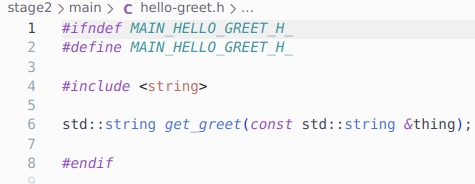 stage2 > main > C hello-greet.h > ...
1 #ifndef MAIN_HELLO_GREET_H_
2 #define MAIN_HELLO_GREET_H_
3
4 #include <string>
5
6 std::string get_greet(const std::string &thing);
7
8 #endif
9